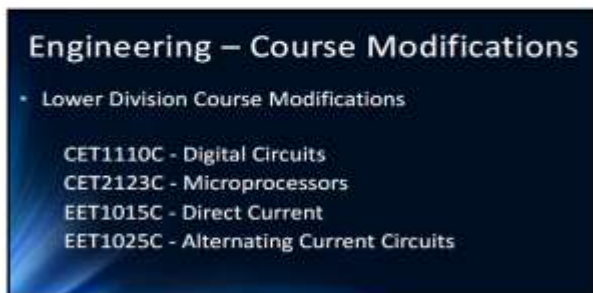 Engineering – Course Modifications
• Lower Division Course Modifications
CET1110C - Digital Circuits
CET2123C - Microprocessors
EET1015C - Direct Current
EET1025C - Alternating Current Circuits